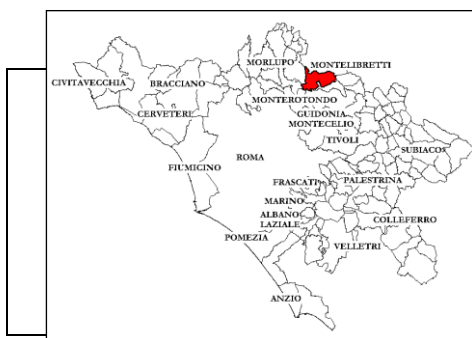 MORLUPO
MONTELIBRETTI
CIVITAVECCHIA
BRACCIANO
MONTEROTONDO
CERVETERI
GUIDONIA
MONTECELIO
TIVOLI
SUBIACO
ROMA
FIUMICINO
FRASCATI
PALESTRINA
MARINO
ALBANO
LAZIALE
COLLEFERRO
POMEZIA
VELLETRI
ANZIO